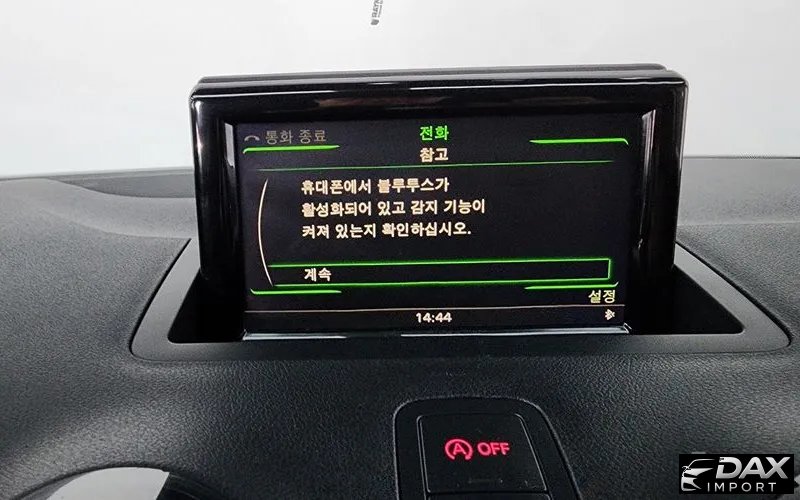 통화 종료
전화
참고
휴대폰에서 블루투스가
활성화되어 있고 감지 기능이
켜져 있는지 확인하십시오.
계속
설정
14:44
A OFF
DAX
IMPORT